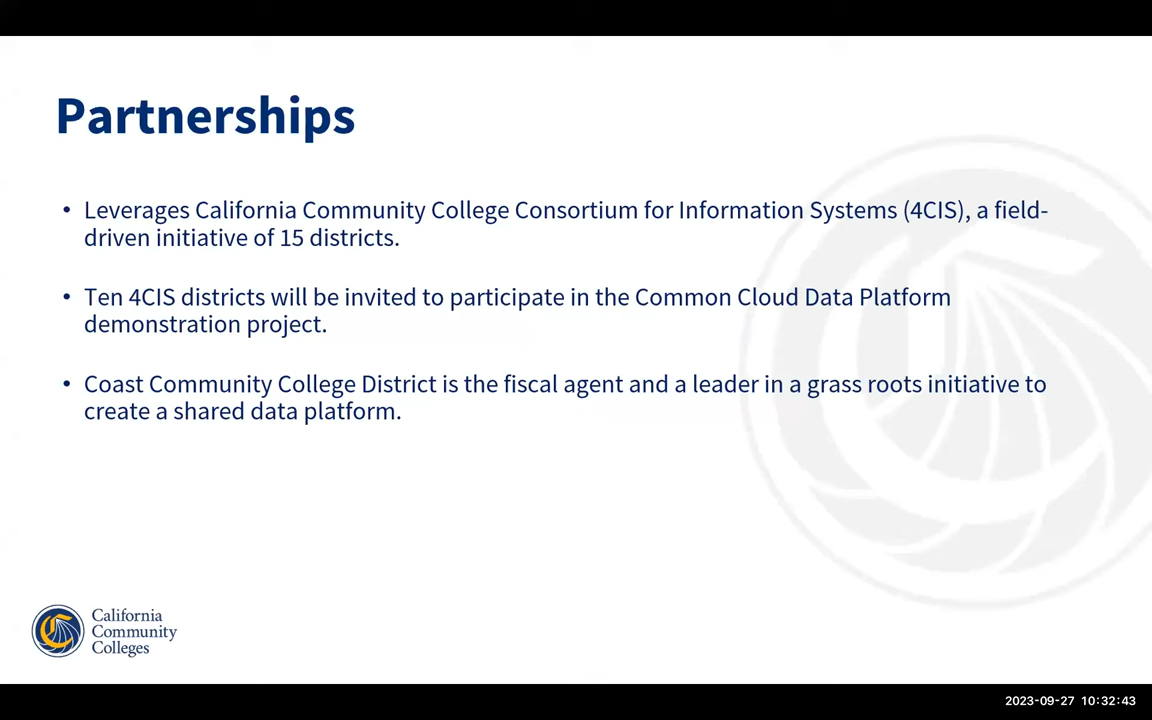 Partnerships
• Leverages California Community College Consortium for Information Systems (4CIS), a field-
driven initiative of 15 districts.
• Ten 4CIS districts will be invited to participate in the Common Cloud Data Platform
demonstration project.
• Coast Community College District is the fiscal agent and a leader in a grass roots initiative to
create a shared data platform.
California
Community
Colleges
2023-09-27 10:32:43